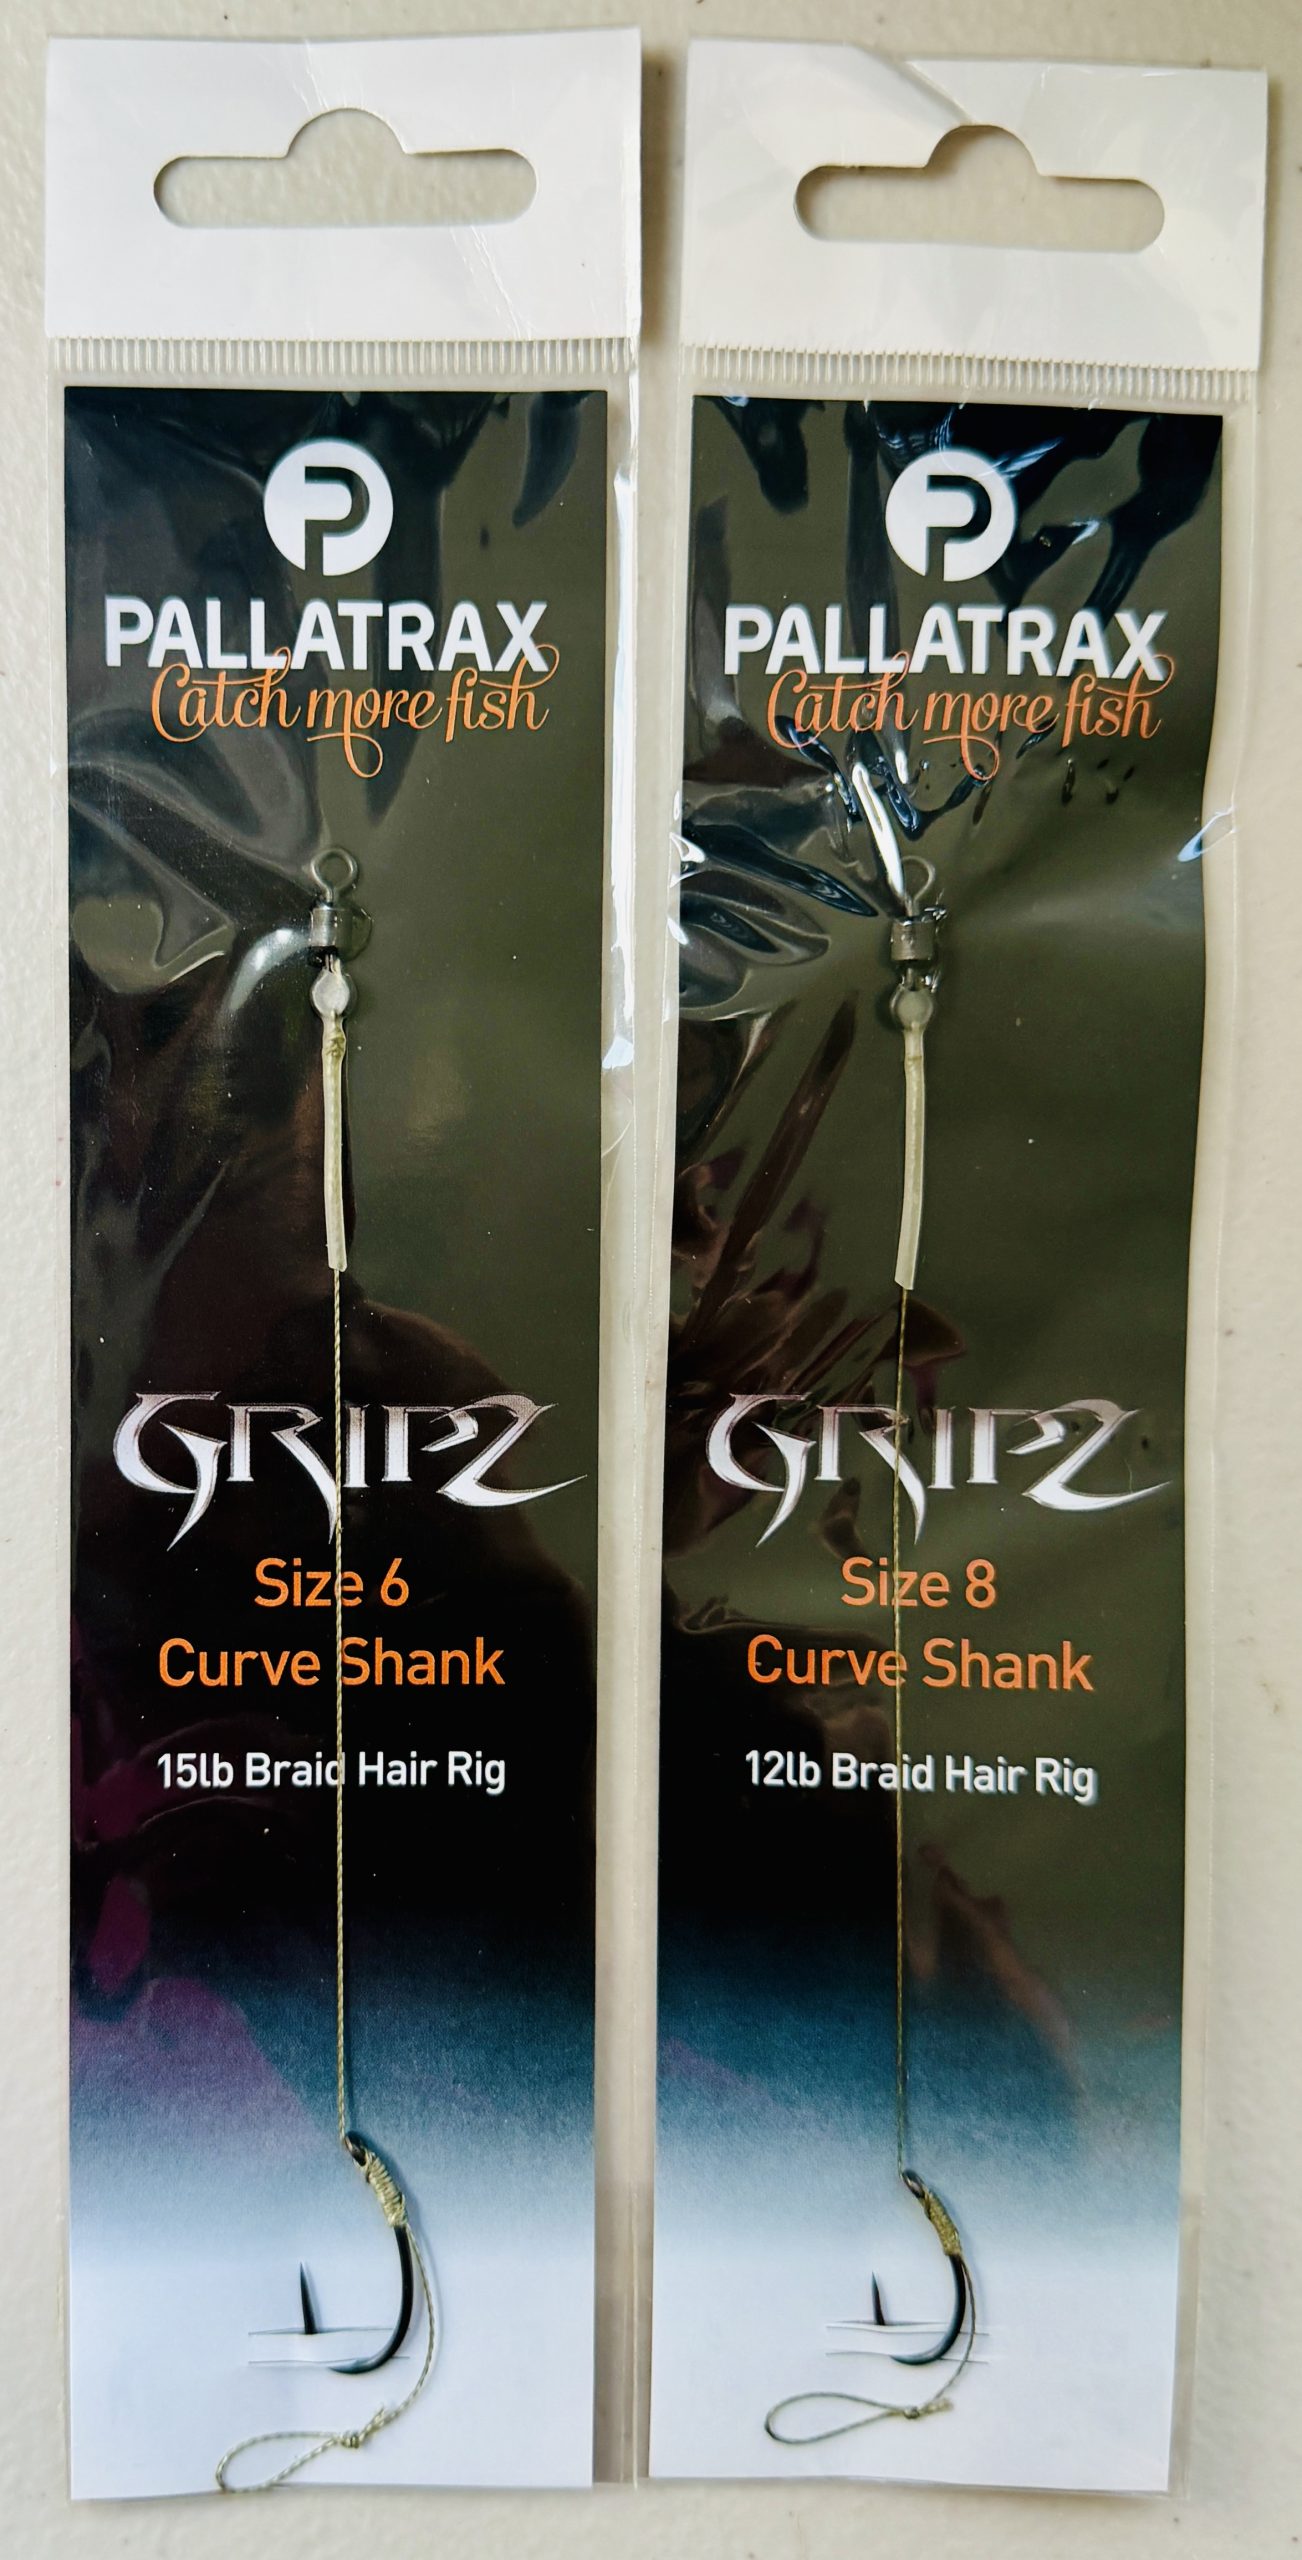 PALLATRAX
Catch more fish
GRIPZ
Size 6
Curve Shank
15lb Braid Hair Rig
PALLATRAX
Catch more fish
GRIPZ
Size 8
Curve Shank
12lb Braid Hair Rig